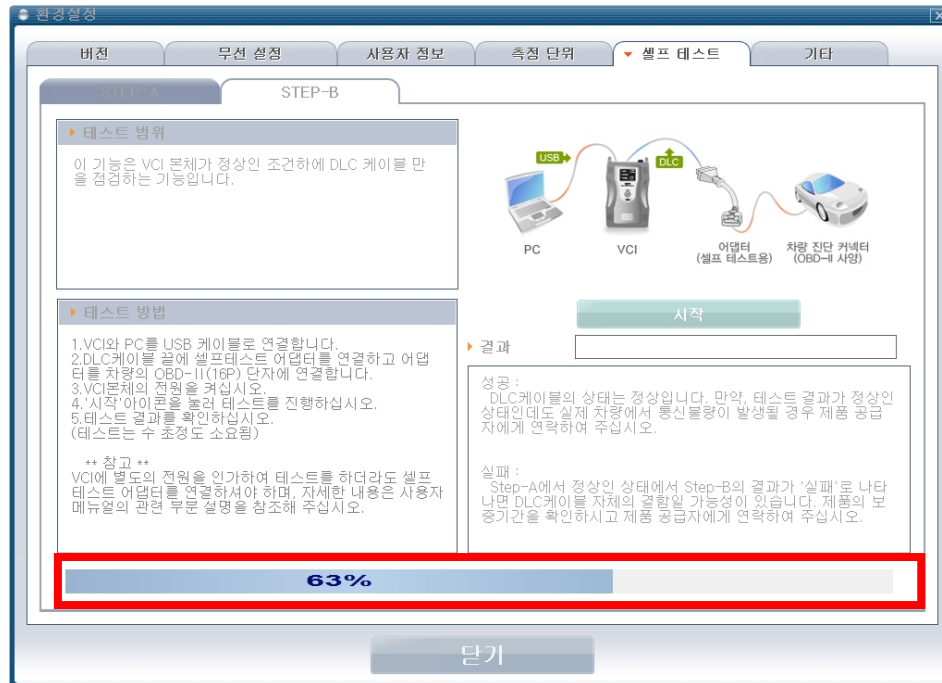 환경설정
버전
무선 설정
사용자 정보
측정 단위
셀프 테스트
기타
STEP-A
STEP-B
테스트 범위
이 기능은 VCI 본체가 정상인 조건하에 DLC 케이블 만
을 점검하는 기능입니다.
USB
DLC
PC
VCI
어댑터
(셀프 테스트용)
차량 진단 커넥터
(OBD-II 사양)
테스트 방법
1.VCI와 PC를 USB 케이블로 연결합니다.
2.DLC케이블 끝에 셀프테스트 어댑터를 연결하고 어댑
터를 차량의 OBD-II(16P) 단자에 연결합니다.
3.VCI본체의 전원을 켜십시오.
4.'시작'아이콘을 눌러 테스트를 진행하십시오.
5.테스트 결과를 확인하십시오.
(테스트는 수 초정도 소요됨)
** 참고 **
VCI에 별도의 전원을 인가하여 테스트를 하더라도 셀프
테스트 어댑터를 연결하셔야 하며, 자세한 내용은 사용자
메뉴얼의 관련 부분 설명을 참조해 주십시오.
시작
결과
성공 :
DLC케이블의 상태는 정상입니다. 만약, 테스트 결과가 정상인
상태인데도 실제 차량에서 통신불량이 발생될 경우 제품 공급
자에게 연락하여 주십시오.
실패 :
Step-A에서 정상인 상태에서 Step-B의 결과가 '실패'로 나타
나면 DLC케이블 자체의 결함일 가능성이 있습니다. 제품의 보
증기간을 확인하시고 제품 공급자에게 연락하여 주십시오.
63%
닫기